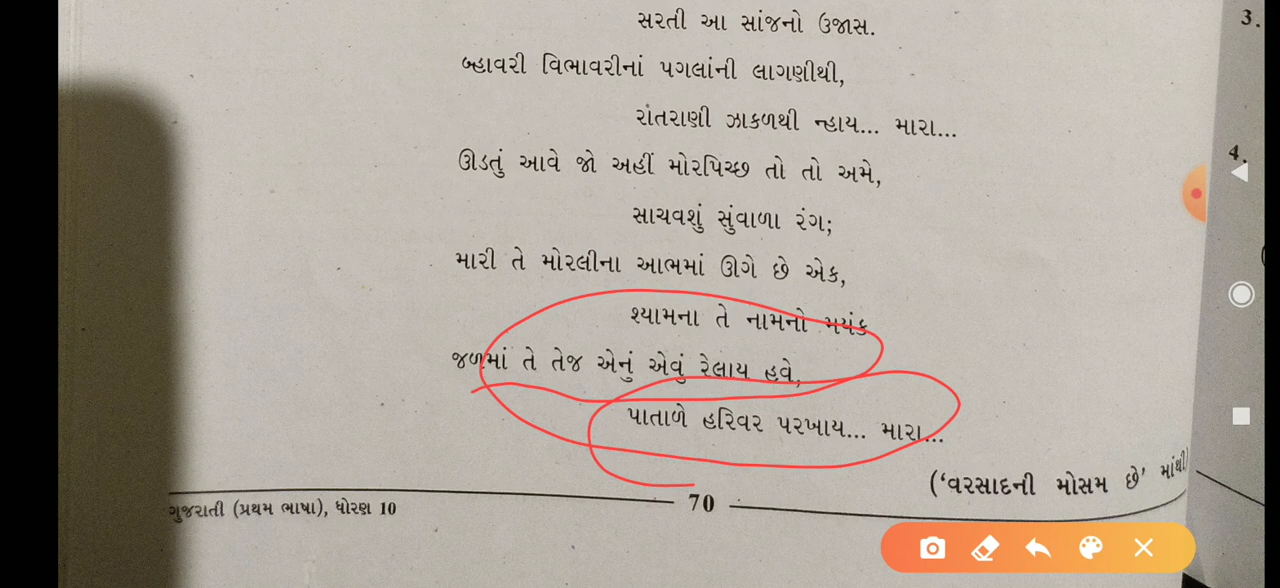 સરતી આ સાંજનો ઉજાસ.
બ્હાવરી વિભાવરીનાં પગલાંની લાગણીથી,
રાંતરાણી ઝાકળથી ન્હાય... મારા...
ઊડતું આવે જો અહીં મોરપિચ્છ તો તો અમે,
સાચવશું સુંવાળા રંગ;
મારી તે મોરલીના આભમાં ઊગે છે એક,
શ્યામના તે નામનો મયંક
જળમાં તે તેજ એનું એવું રેલાય હવે,
પાતાળે હરિવર પરખાય... મારા...
(‘વરસાદની મોસમ છે’ માંથી)
ગુજરાતી (પ્રથમ ભાષા), ધોરણ 10
70
3.
4.